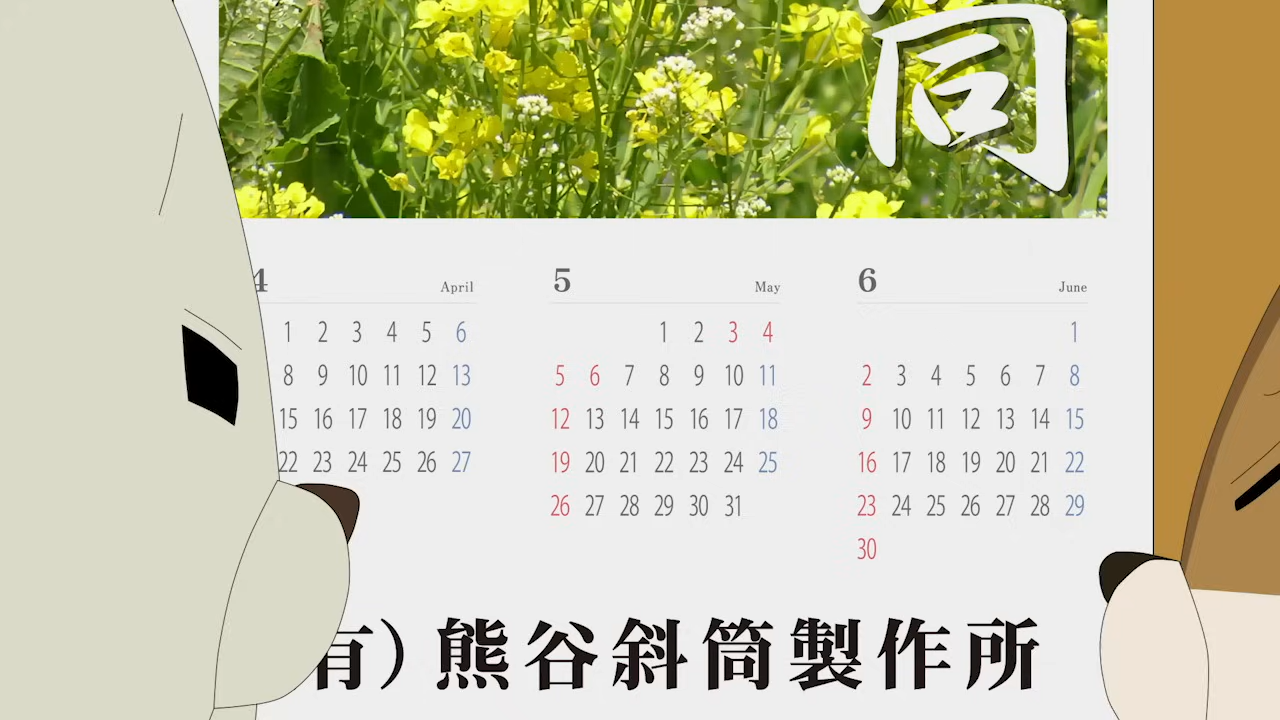 筒
4 April
1 2 3 4 5 6
8 9 10 11 12 13
15 16 17 18 19 20
22 23 24 25 26 27
5 May
1 2 3 4
5 6 7 8 9 10 11
12 13 14 15 16 17 18
19 20 21 22 23 24 25
26 27 28 29 30 31
6 June
1
2 3 4 5 6 7 8
9 10 11 12 13 14 15
16 17 18 19 20 21 22
23 24 25 26 27 28 29
30
有）熊谷斜筒製作所